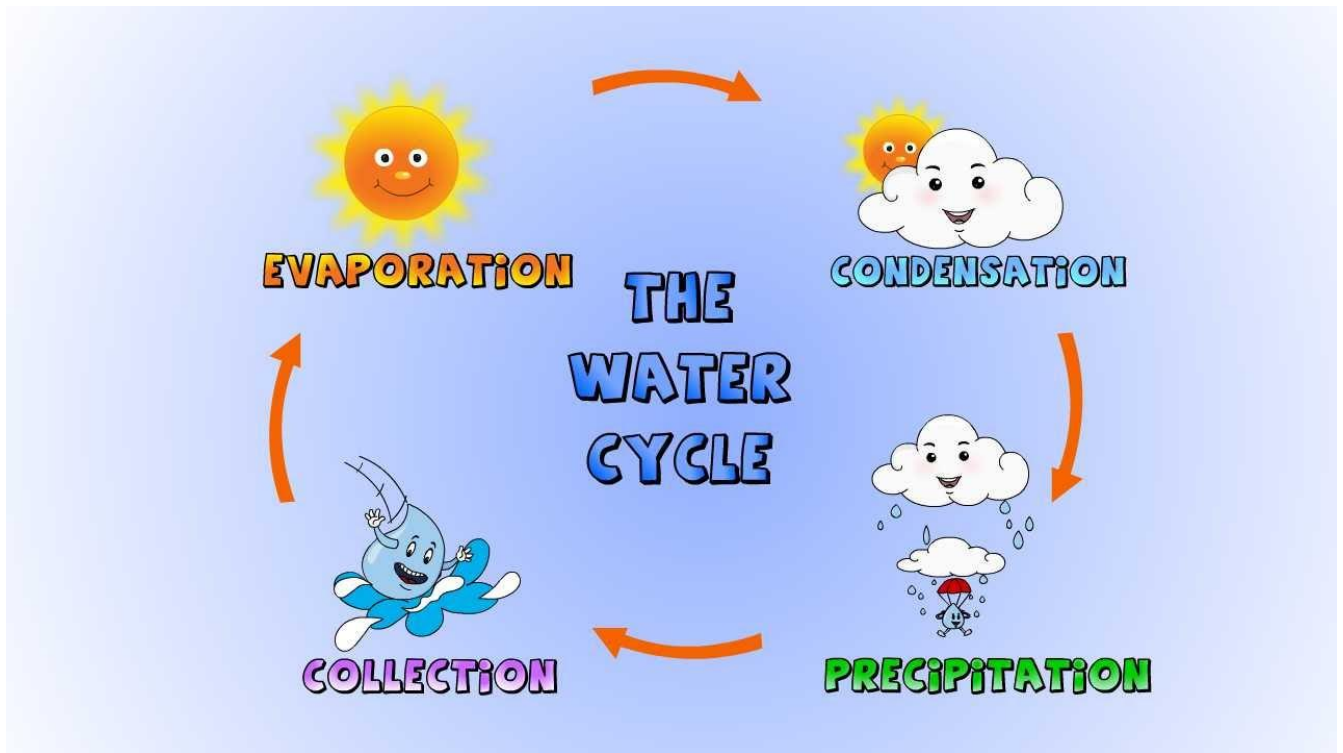 EVAPORATiON
CONDENSATiON
THE
WATER
CYCLE
COLLECTiON
PRECiPiTATiON